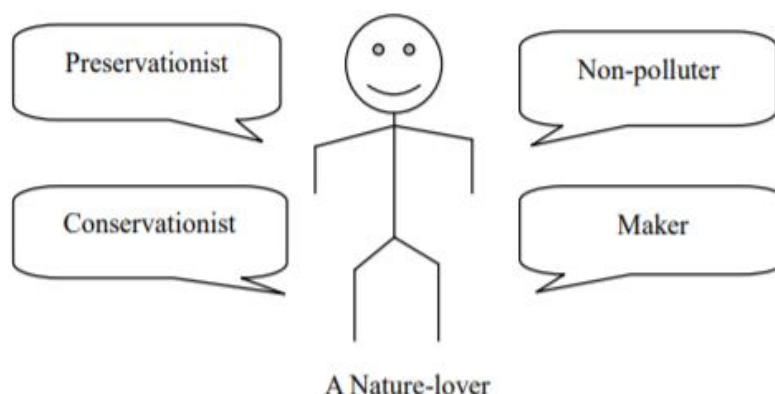 Preservationist
Non-polluter
Conservationist
Maker
A Nature-lover